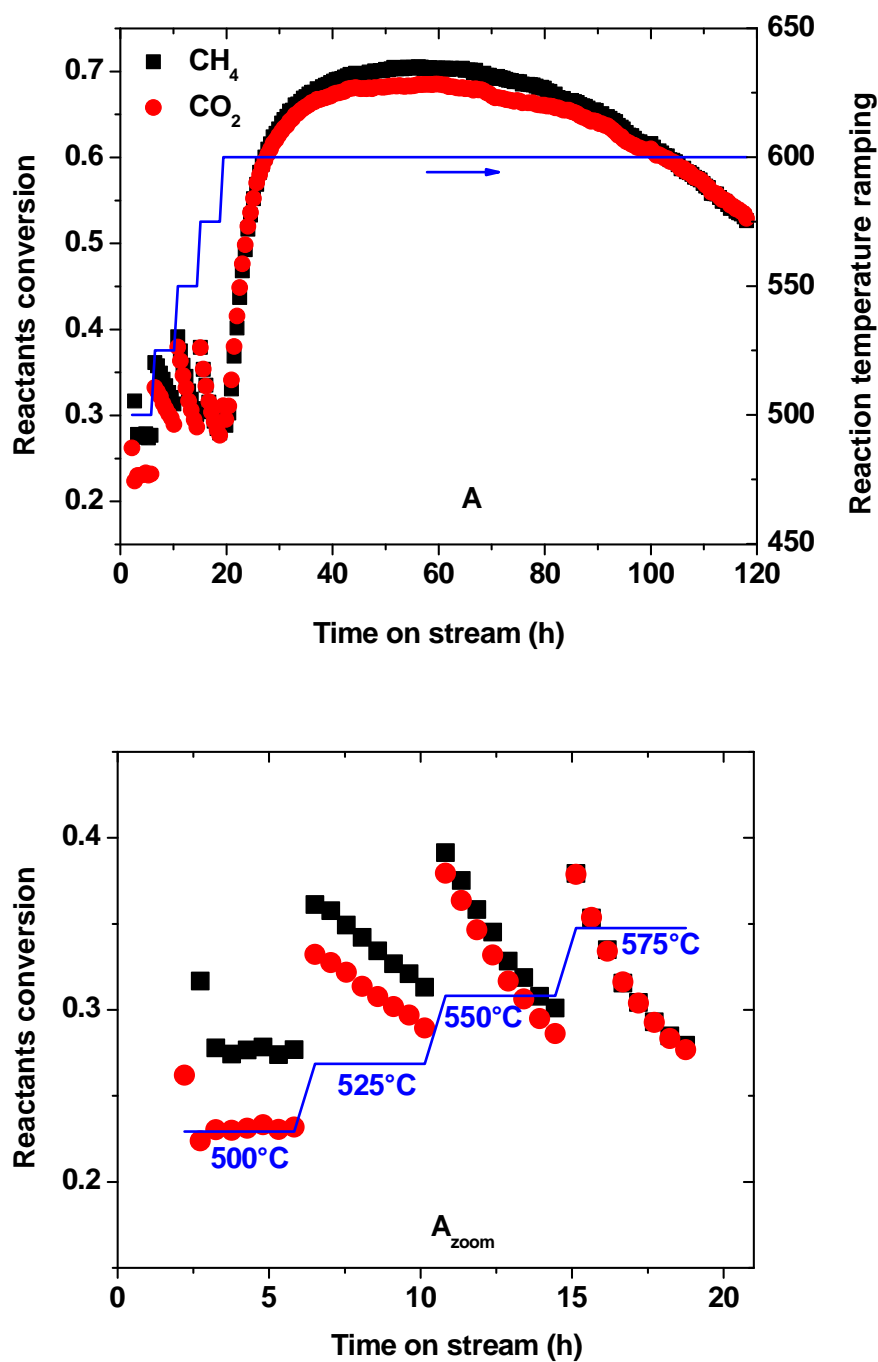 CH4
CO2
0.7
0.6
0.5
0.4
0.3
0.2
650
600
550
500
450
0 20 40 60 80 100 120
Reactants conversion
Reaction temperature ramping
A
Time on stream (h)
0.4
0.3
0.2
Reactants conversion
575°C
550°C
525°C
500°C
Azoom
0 5 10 15 20
Time on stream (h)